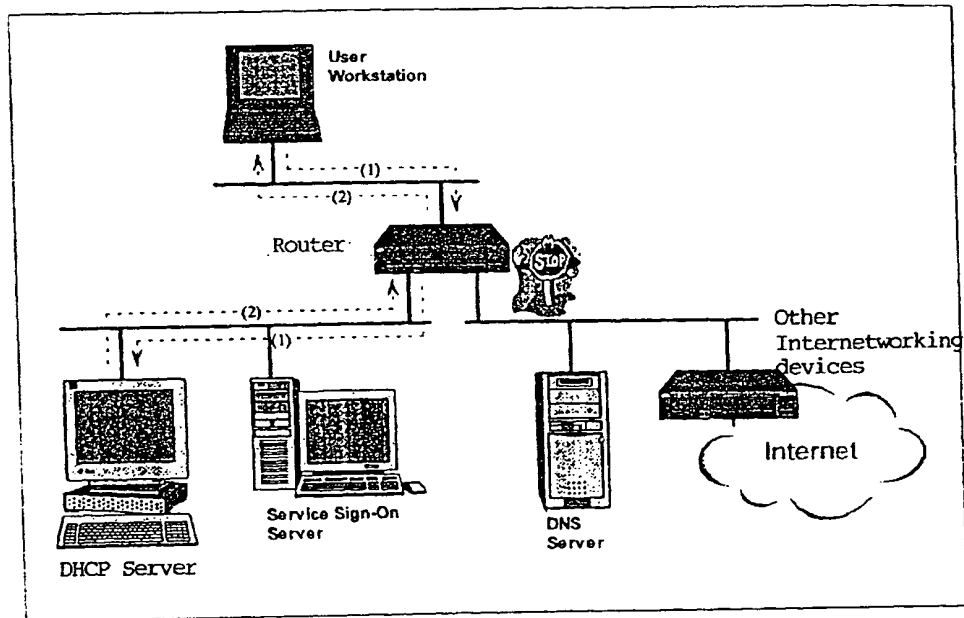 User
Workstation
(1)
(2)
Router
STOP
(2)
(1)
Other
Internetworking
devices
Internet
Service Sign-On
Server
DNS
Server
DHCP Server